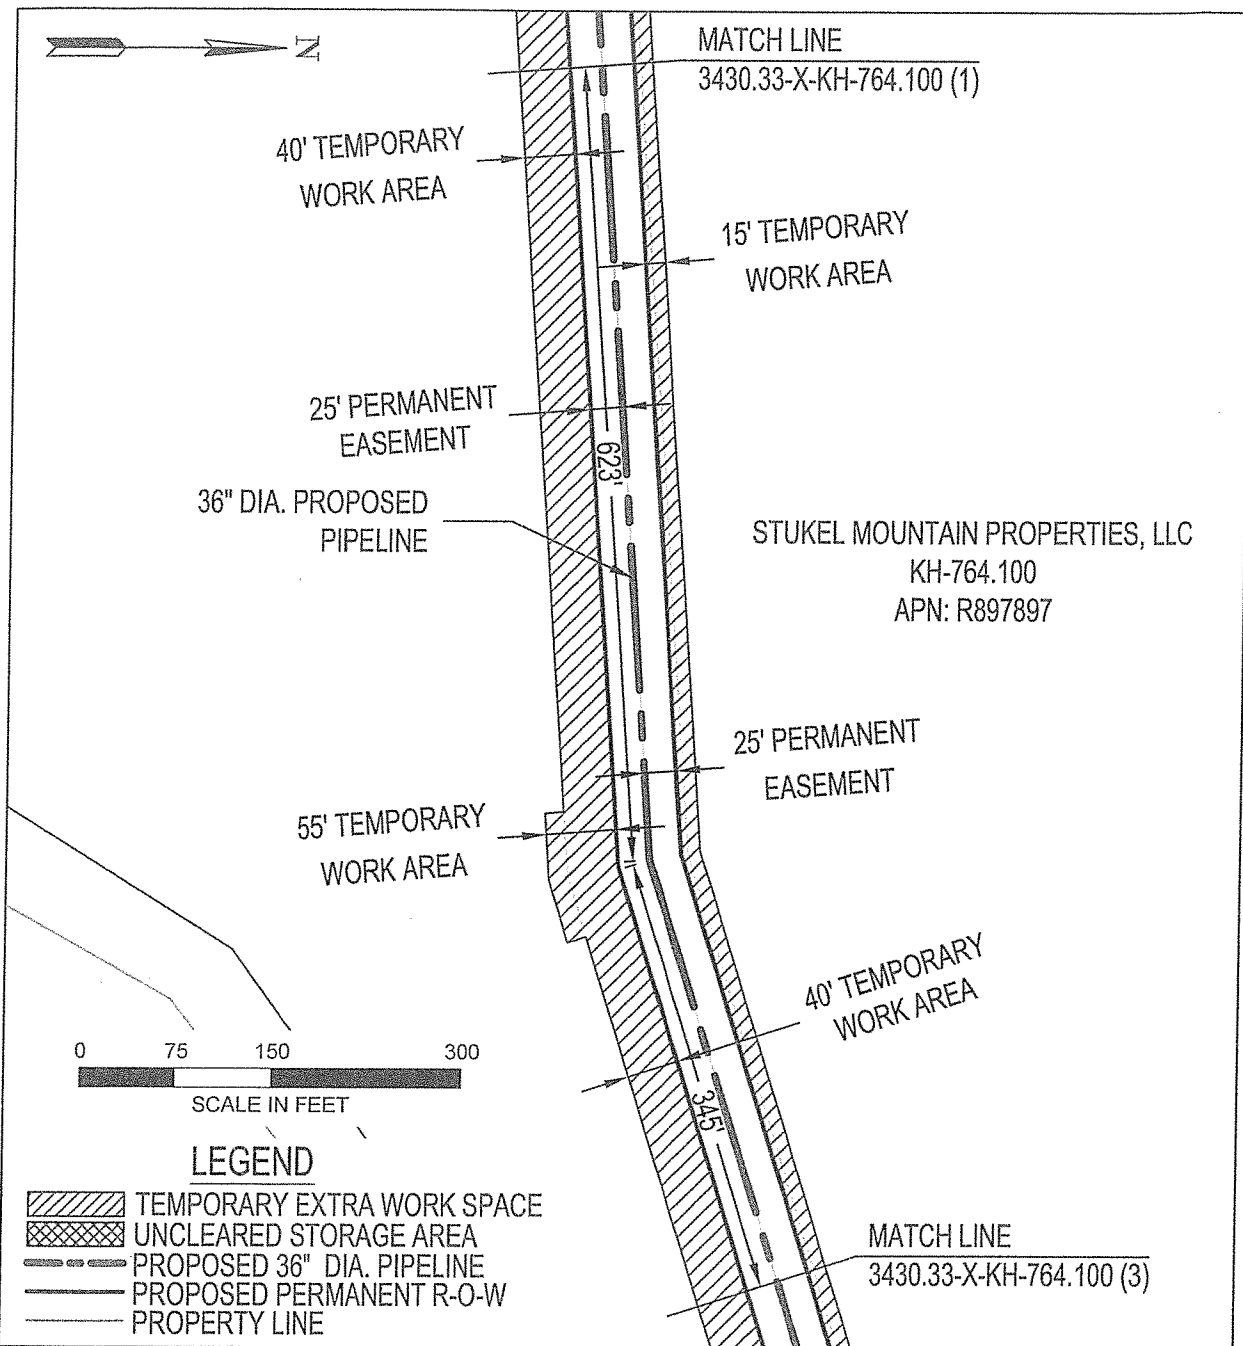 N
MATCH LINE
3430.33-X-KH-764.100 (1)
40' TEMPORARY
WORK AREA
15' TEMPORARY
WORK AREA
25' PERMANENT
EASEMENT
623'
36" DIA. PROPOSED
PIPELINE
STUKEL MOUNTAIN PROPERTIES, LLC
KH-764.100
APN: R897897
25' PERMANENT
EASEMENT
55' TEMPORARY
WORK AREA
40' TEMPORARY
WORK AREA
345'
0 75 150 300
SCALE IN FEET
LEGEND
TEMPORARY EXTRA WORK SPACE
UNCLEARED STORAGE AREA
PROPOSED 36" DIA. PIPELINE
PROPOSED PERMANENT R-O-W
PROPERTY LINE
MATCH LINE
3430.33-X-KH-764.100 (3)